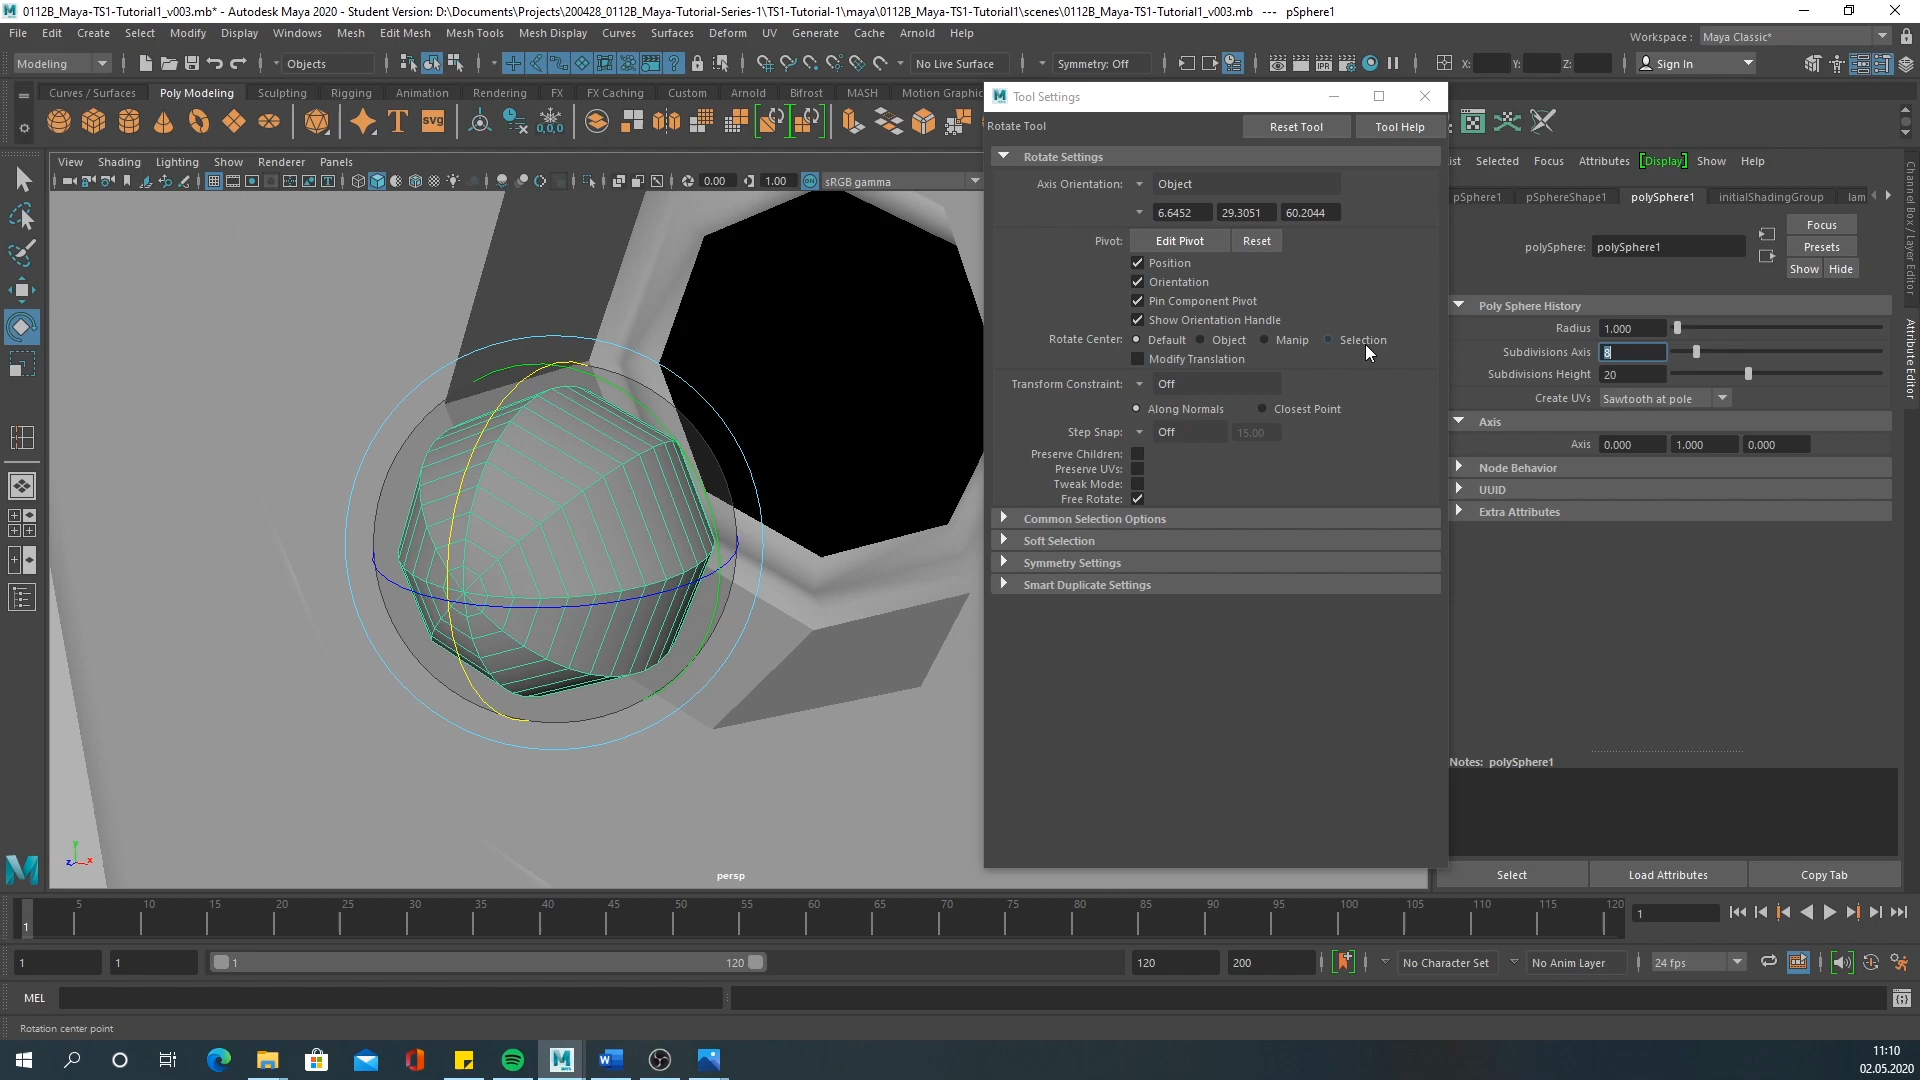 0112B_Maya-TS1-Tutorial1_v003.mb* - Autodesk Maya 2020 - Student Version: D:\Documents\Projects\200428_0112B_Maya-Tutorial-Series-1\TS1-Tutorial-1\maya\0112B_Maya-TS1-Tutorial1\scenes\0112B_Maya-TS1-Tutorial1_v003.mb --- pSphere1
File Edit Create Select Modify Display Windows Mesh Edit Mesh Mesh Tools Mesh Display Curves Surfaces Deform UV Generate Cache Arnold Help
Workspace : Maya Classic*
Modeling Objects No Live Surface Symmetry: Off X: Y: Z: Sign In
Curves / Surfaces Poly Modeling Sculpting Rigging Animation Rendering FX FX Caching Custom Arnold Bifrost MASH Motion Graphic
SVG
Tool Settings
Rotate Tool Reset Tool Tool Help
View Shading Lighting Show Renderer Panels
0.00 1.00 sRGB gamma
Rotate Settings
Axis Orientation: Object
6.6452 29.3051 60.2044
Pivot: Edit Pivot Reset
Position
Orientation
Pin Component Pivot
Show Orientation Handle
Rotate Center: Default Object Manip Selection
Modify Translation
Transform Constraint: Off
Along Normals Closest Point
Step Snap: Off 15.00
Preserve Children:
Preserve UVs:
Tweak Mode:
Free Rotate:
Common Selection Options
Soft Selection
Symmetry Settings
Smart Duplicate Settings
ist Selected Focus Attributes Display Show Help
pSphere1 pSphereShape1 polySphere1 initialShadingGroup lam
polySphere: polySphere1
Focus
Presets
Show Hide
Poly Sphere History
Radius 1.000
Subdivisions Axis 8
Subdivisions Height 20
Create UVs Sawtooth at pole
Axis
Axis 0.000 1.000 0.000
Node Behavior
UUID
Extra Attributes
Notes: polySphere1
Select Load Attributes Copy Tab
Channel Box / Layer Editor
Attribute Editor
y
z x
persp
5 10 15 20 25 30 35 40 45 50 55 60 65 70 75 80 85 90 95 100 105 110 115 120
1 1
1 1 1 120 120 200 No Character Set No Anim Layer 24 fps
MEL
Rotation center point
11:10
02.05.2020